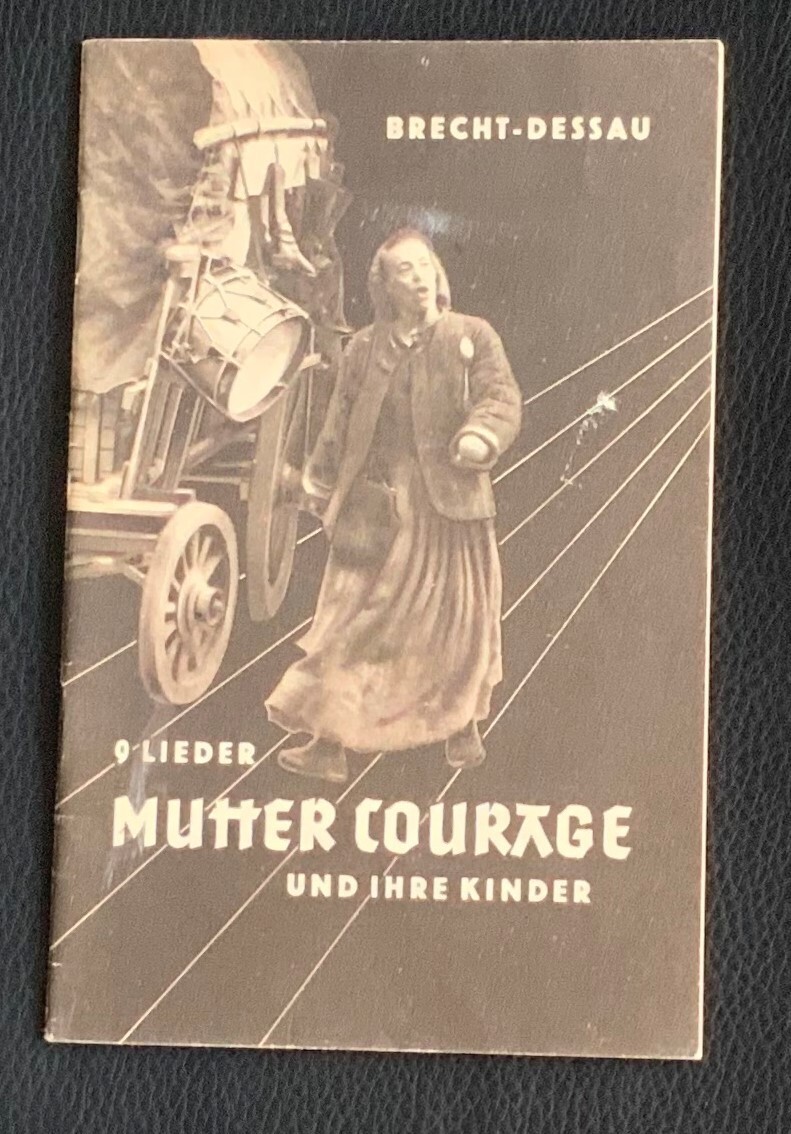 BRECHT-DESSAU
9 LIEDER
MUTTER COURAGE
UND IHRE KINDER